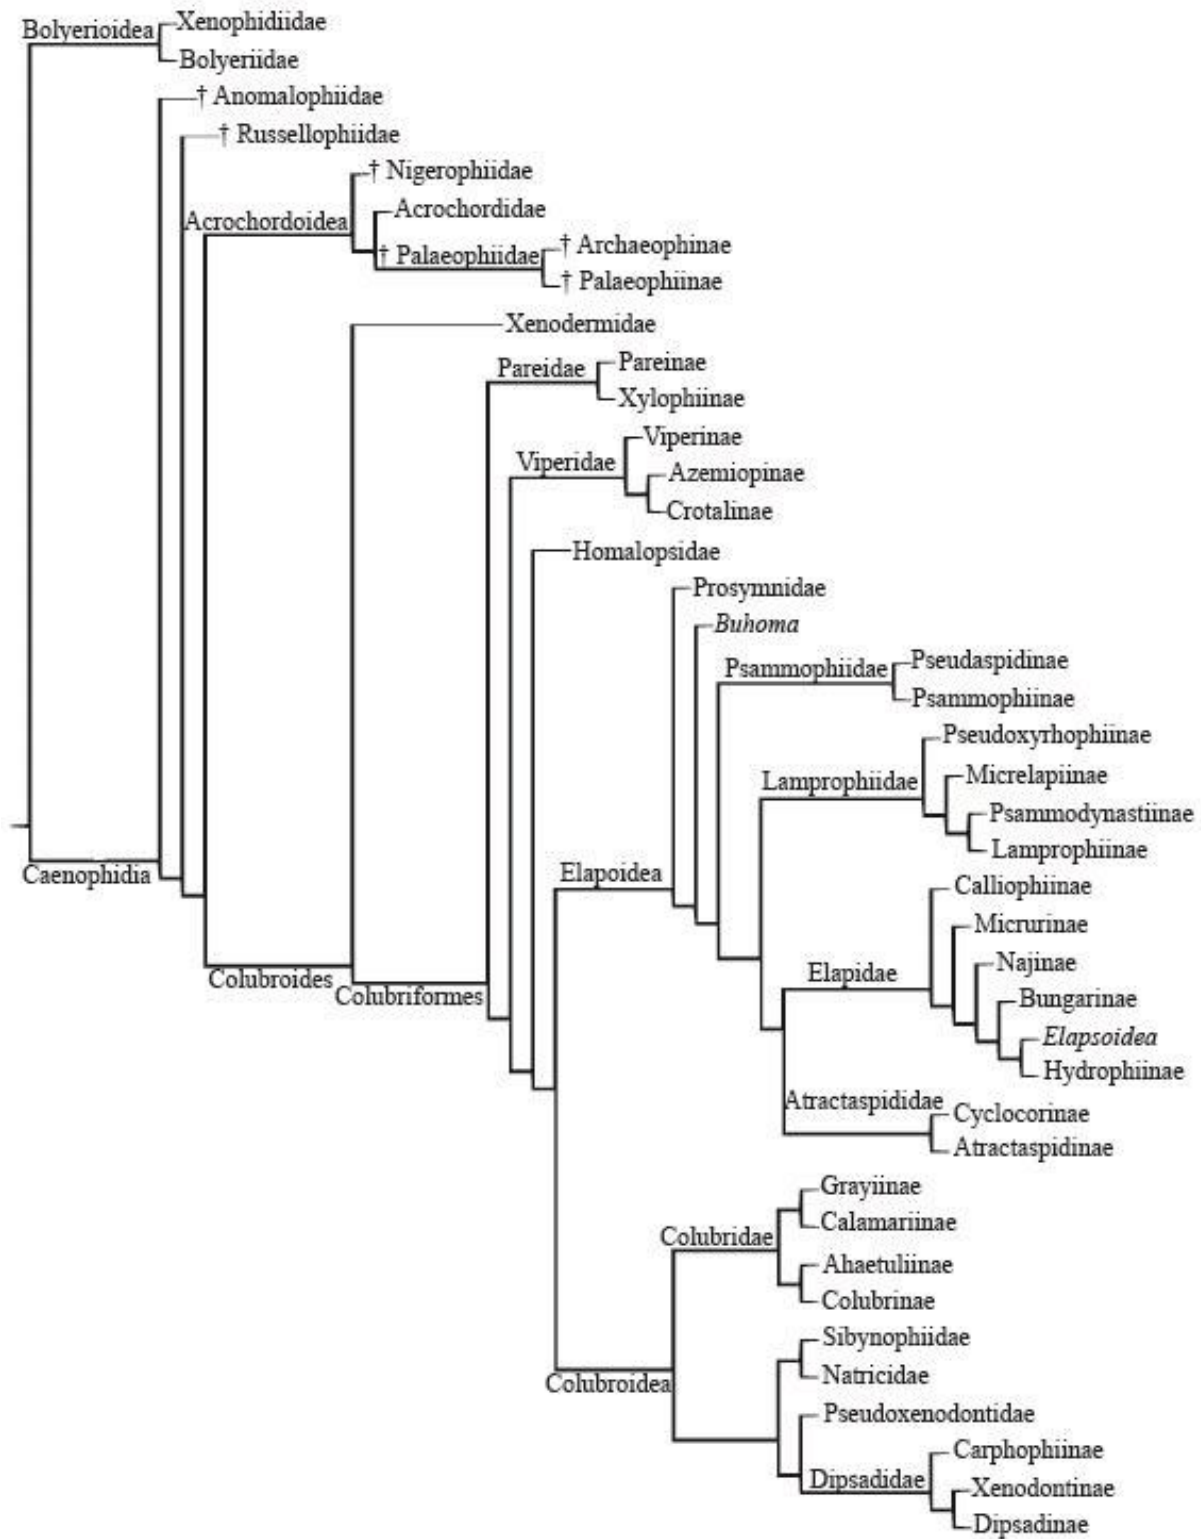 Bolyerioidea
Xenophidiidae
Bolyeriidae
† Anomalophiidae
† Russellophiidae
† Nigerophiidae
Acrochordoidea
Acrochordidae
† Palaeophiidae
† Archaeophinae
† Palaeophiinae
Xenodermidae
Pareidae
Pareinae
Xylophiinae
Viperidae
Viperinae
Azemiopinae
Crotalinae
Homalopsidae
Prosymnidae
Buhoma
Psammophiidae
Pseudaspidinae
Psammophiinae
Pseudoxyrhophiinae
Lamprophiidae
Micrelapiinae
Psammodynastiinae
Lamprophiinae
Caenophidia
Elapoidea
Calliophiinae
Micrurinae
Colubroides
Elapidae
Najinae
Colubriformes
Bungarinae
Elapsoidea
Hydrophiinae
Atractaspididae
Cyclocorinae
Atractaspidinae
Grayiinae
Calamariinae
Colubridae
Ahaetuliinae
Colubrinae
Sibynophiidae
Natricidae
Colubroidea
Pseudoxenodontidae
Carphophiinae
Dipsadidae
Xenodontinae
Dipsadinae